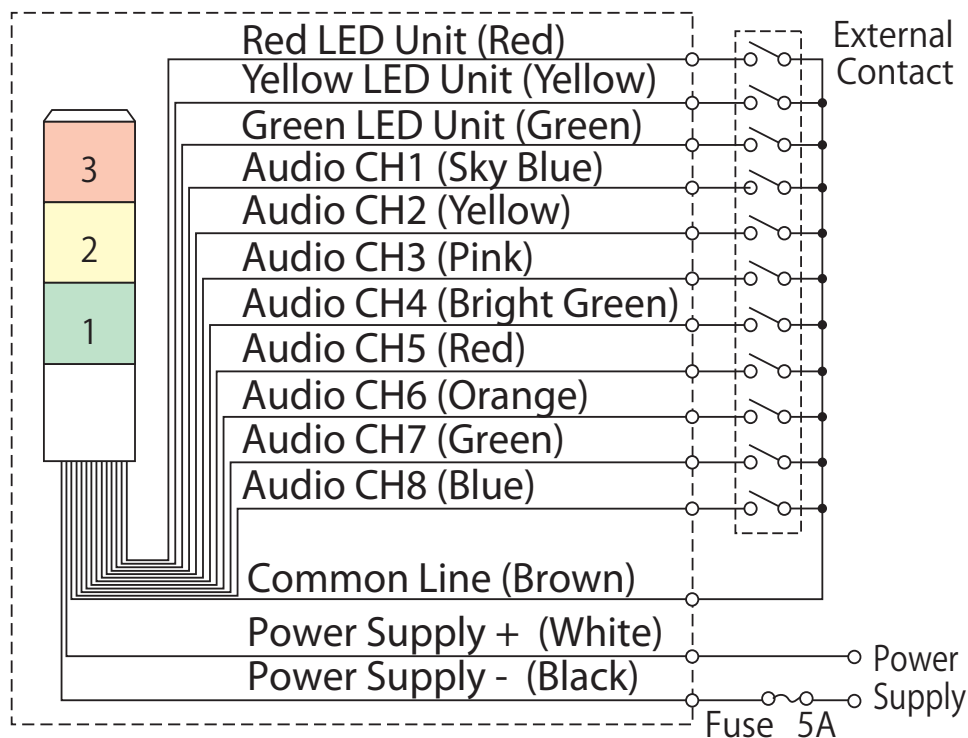 Red LED Unit (Red)
Yellow LED Unit (Yellow)
Green LED Unit (Green)
Audio CH1 (Sky Blue)
Audio CH2 (Yellow)
Audio CH3 (Pink)
Audio CH4 (Bright Green)
Audio CH5 (Red)
Audio CH6 (Orange)
Audio CH7 (Green)
Audio CH8 (Blue)
Common Line (Brown)
Power Supply + (White)
Power Supply - (Black)
External
Contact
3
2
1
Power
Supply
Fuse 5A